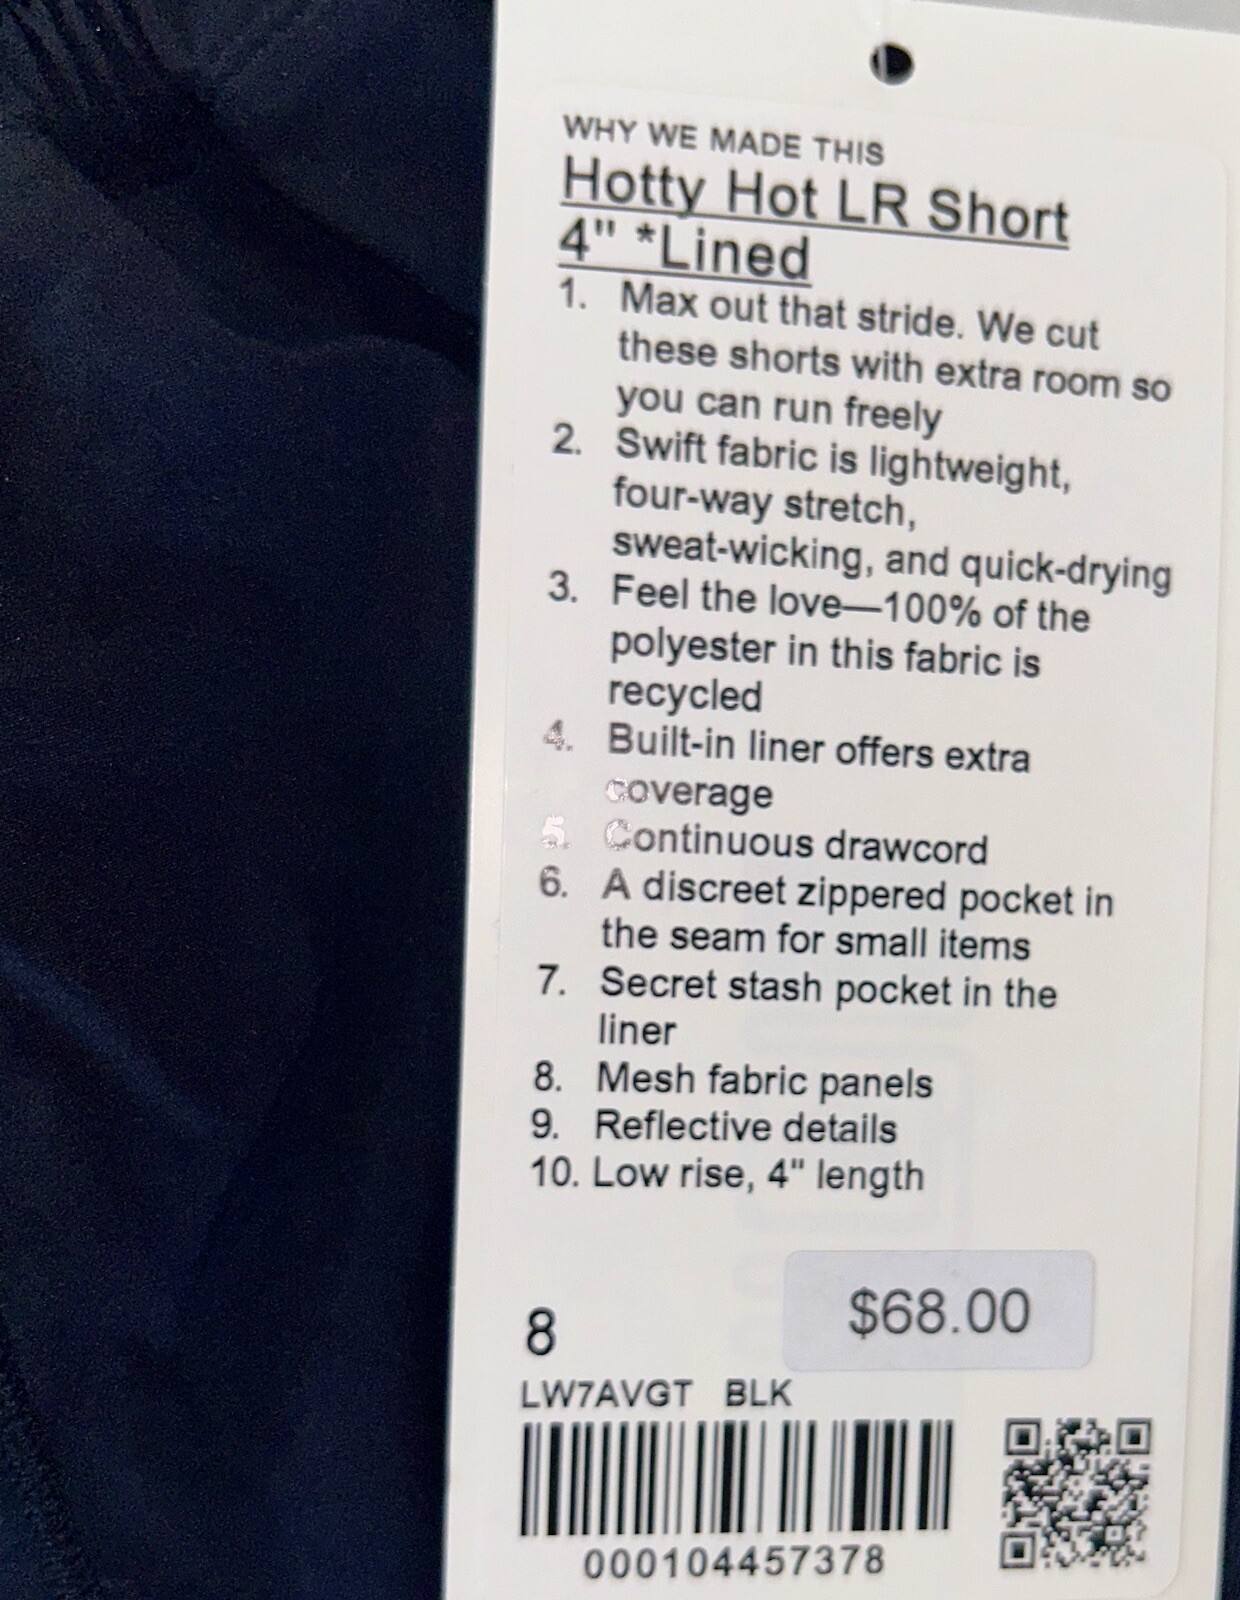 WHY WE MADE THIS
Hotty Hot LR Short
4" *Lined
1. Max out that stride. We cut
these shorts with extra room so
you can run freely
2. Swift fabric is lightweight,
four-way stretch,
sweat-wicking, and quick-drying
3. Feel the love—100% of the
polyester in this fabric is
recycled
4. Built-in liner offers extra
coverage
5. Continuous drawcord
6. A discreet zippered pocket in
the seam for small items
7. Secret stash pocket in the
liner
8. Mesh fabric panels
9. Reflective details
10. Low rise, 4" length
8
$68.00
LW7AVGT BLK
000104457378